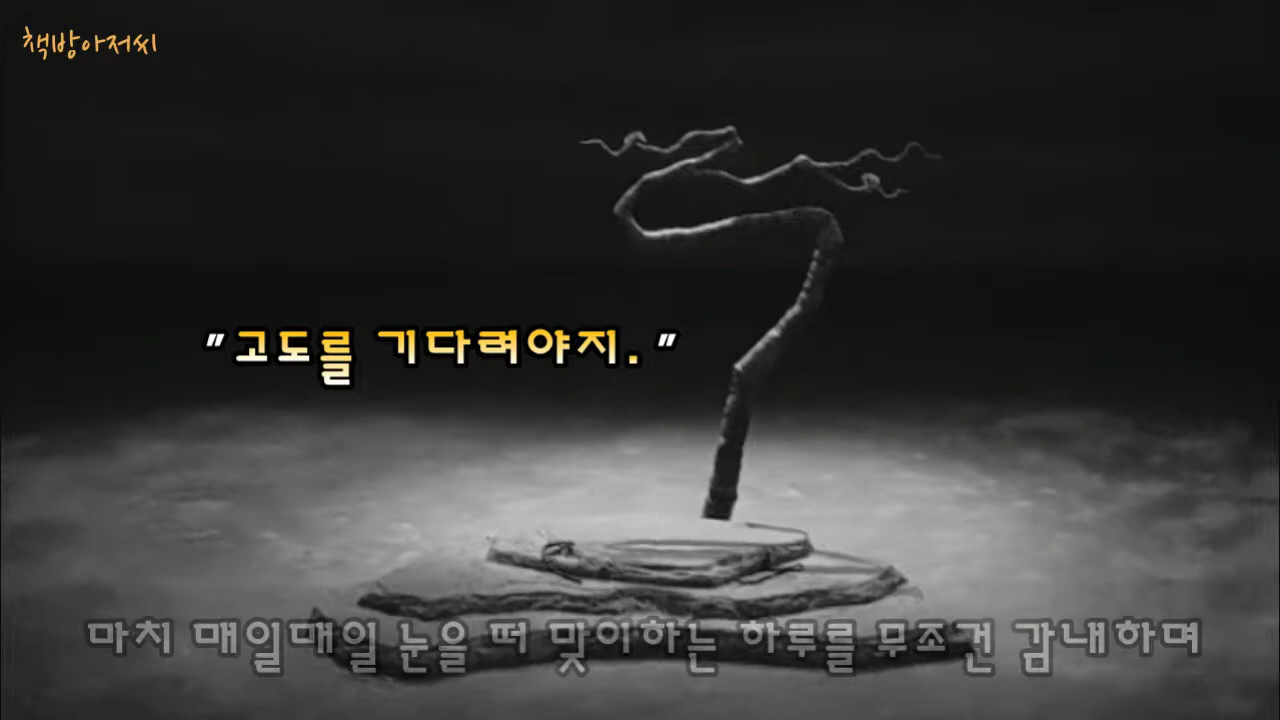 책방아저씨
"고도를 기다려야지."
마치 매일매일 눈을 떠 맞이하는 하루를 무조건 감내하며